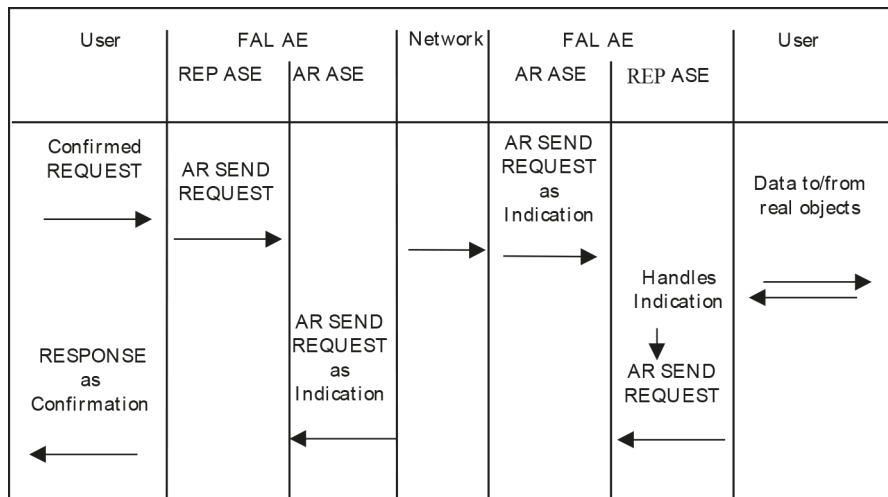 User
FAL AE
Network
FAL AE
User
REP ASE
AR ASE
AR ASE
REP ASE
Confirmed
REQUEST
AR SEND
REQUEST
AR SEND
REQUEST
as
Indication
Data to/from
real objects
Handles
Indication
AR SEND
REQUEST
AR SEND
REQUEST
as
Indication
RESPONSE
as
Confirmation